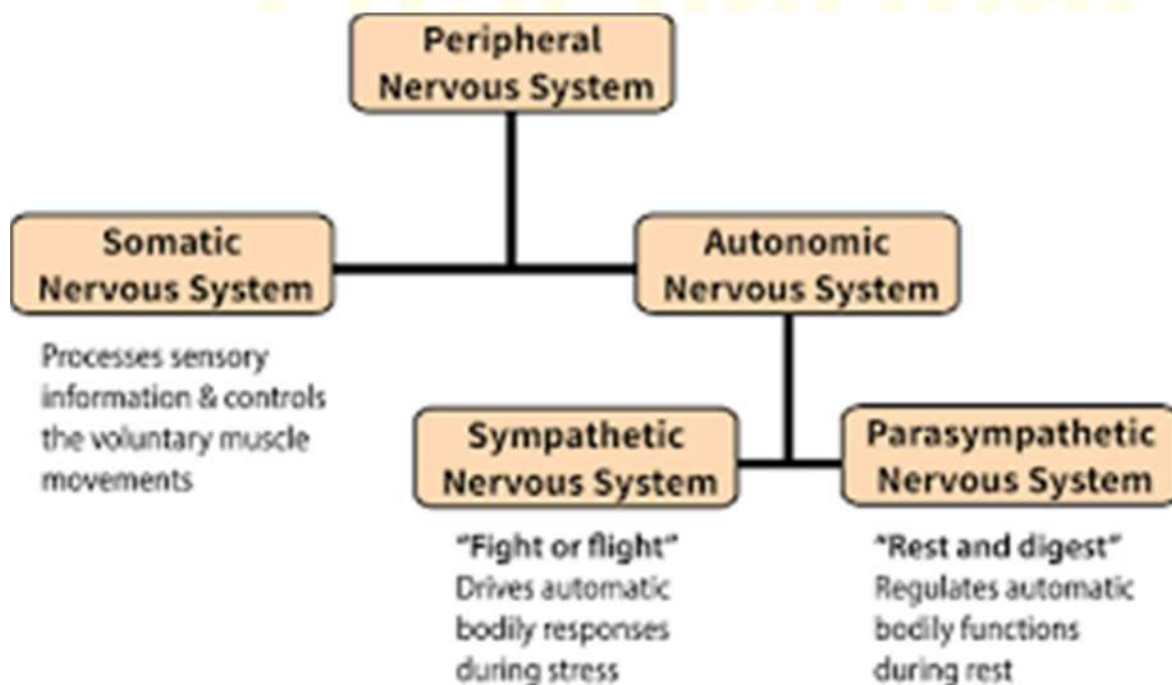 Peripheral
Nervous System
Somatic
Nervous System
Autonomic
Nervous System
Processes sensory
information & controls
the voluntary muscle
movements
Sympathetic
Nervous System
Parasympathetic
Nervous System
"Fight or flight"
Drives automatic
bodily responses
during stress
"Rest and digest"
Regulates automatic
bodily functions
during rest